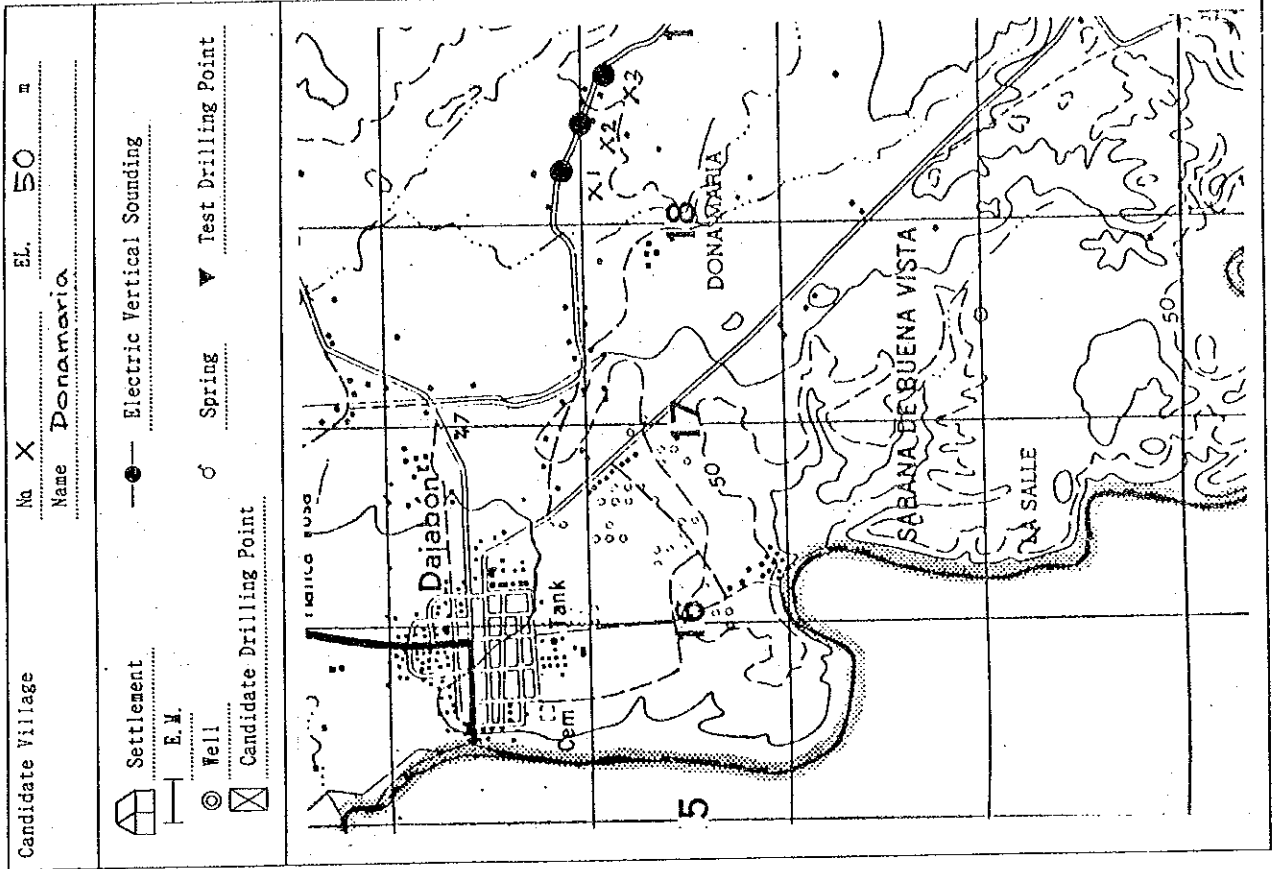 Candidate Village
No X EL. 50 m
Name Donamaria
Settlement
E.M.
Well
Candidate Drilling Point
Electric Vertical Sounding
Spring
Test Drilling Point
Dajabon
47
X1
X2
X3
Cem
Tank
5
16
17
18
DONA MARIA
50
SABANA DE BUENA VISTA
LA SALLE
50